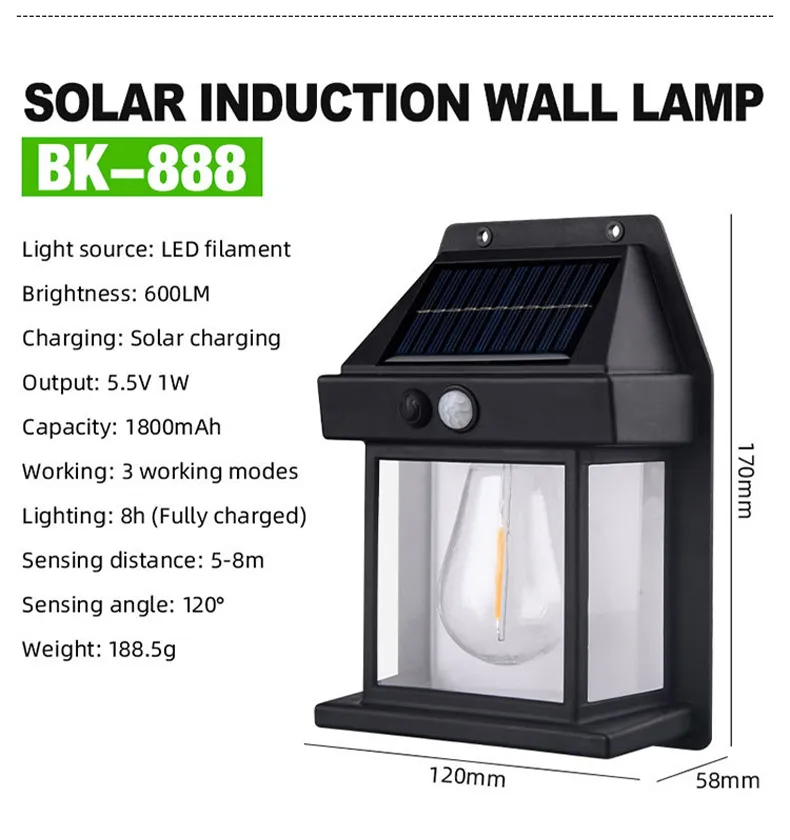 SOLAR INDUCTION WALL LAMP
BK-888
Light source: LED filament
Brightness: 600LM
Charging: Solar charging
Output: 5.5V 1W
Capacity: 1800mAh
Working: 3 working modes
Lighting: 8h (Fully charged)
Sensing distance: 5-8m
Sensing angle: 120°
Weight: 188.5g
170mm
120mm
58mm